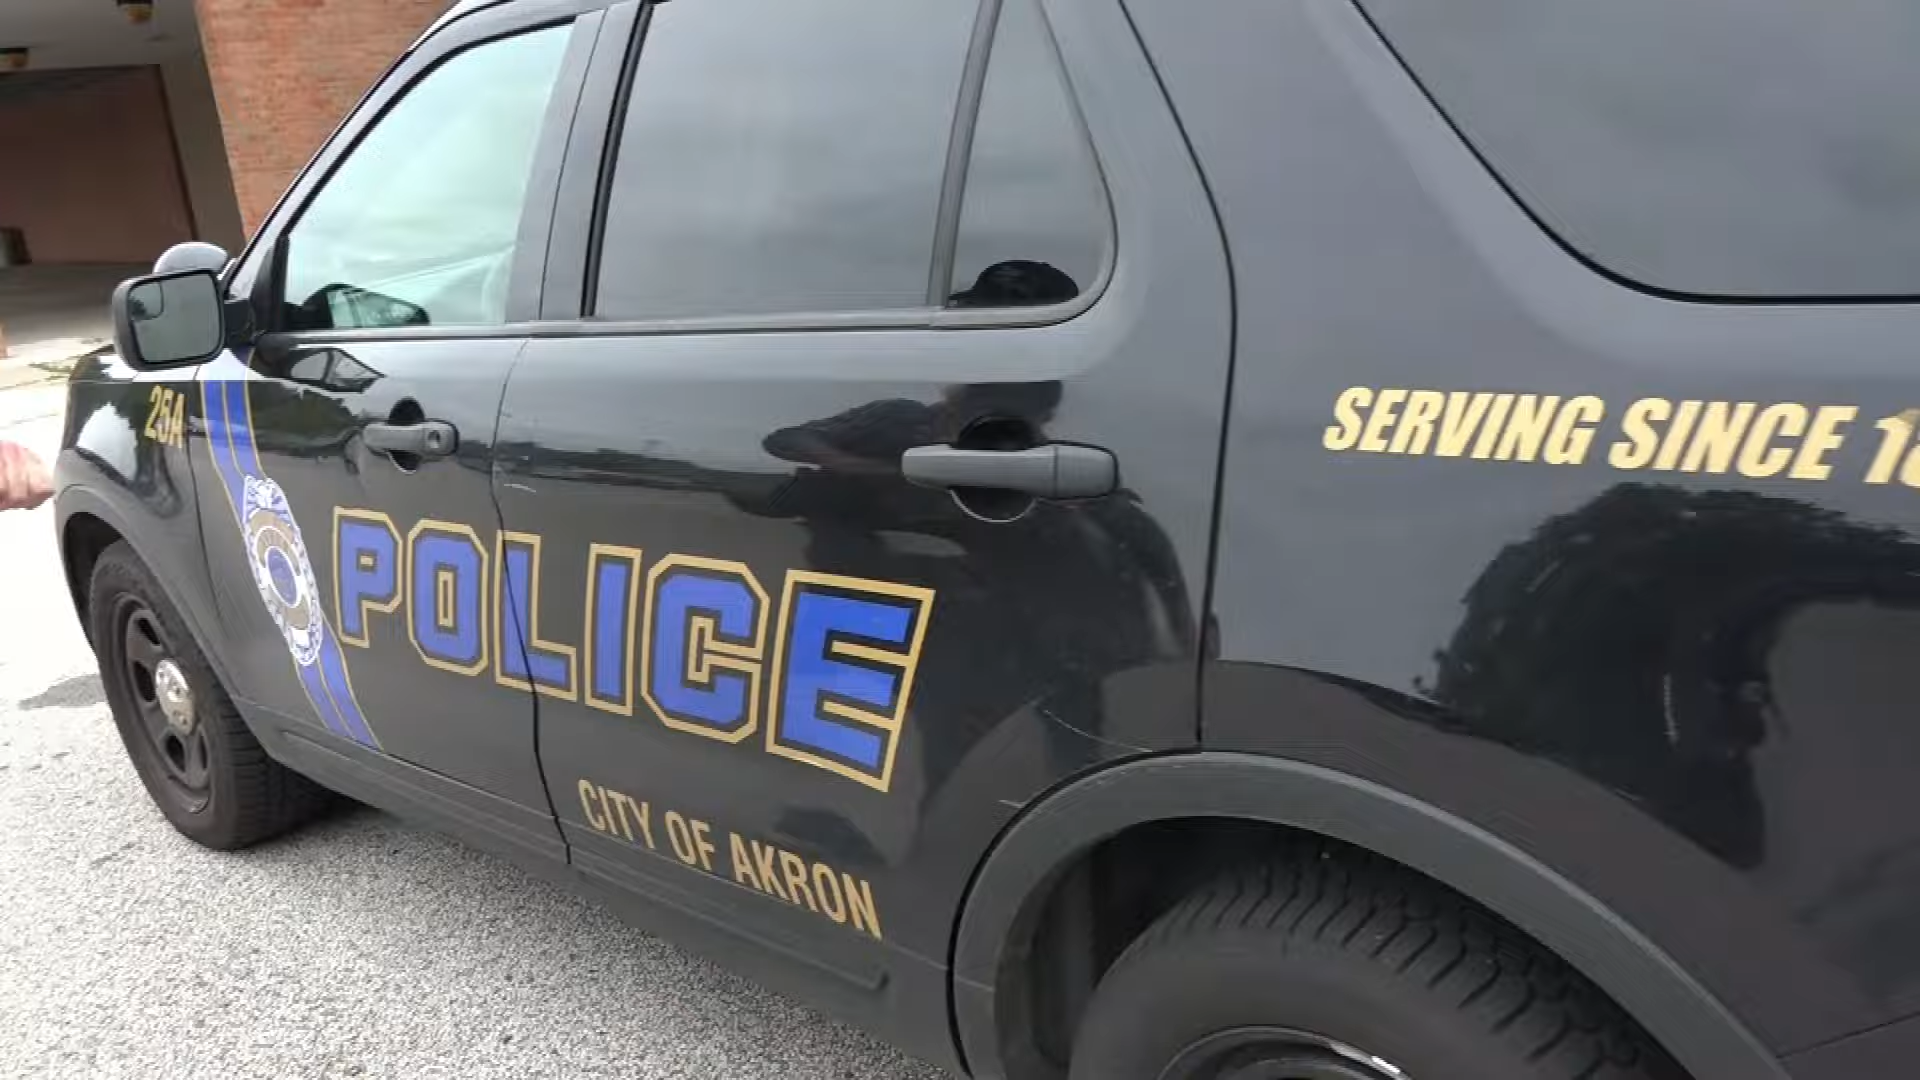 25A
POLICE
CITY OF AKRON
SERVING SINCE